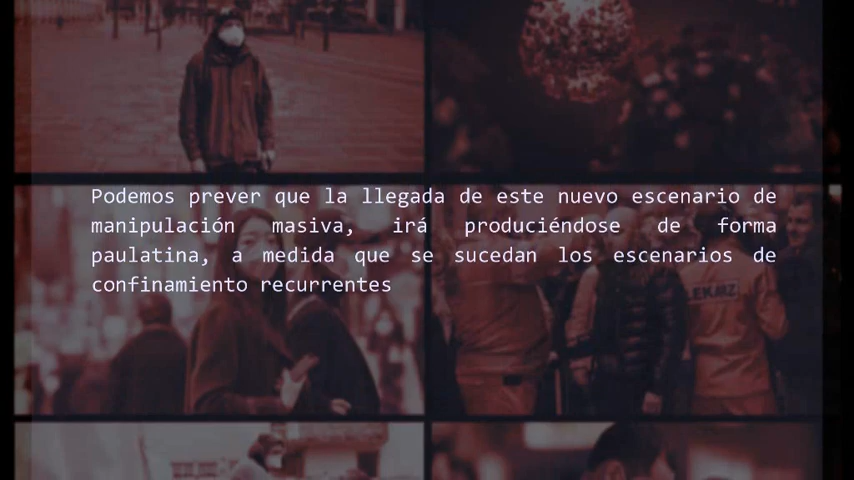 Podemos prever que la llegada de este nuevo escenario de
manipulación masiva, irá produciéndose de forma
paulatina, a medida que se sucedan los escenarios de
confinamiento recurrentes